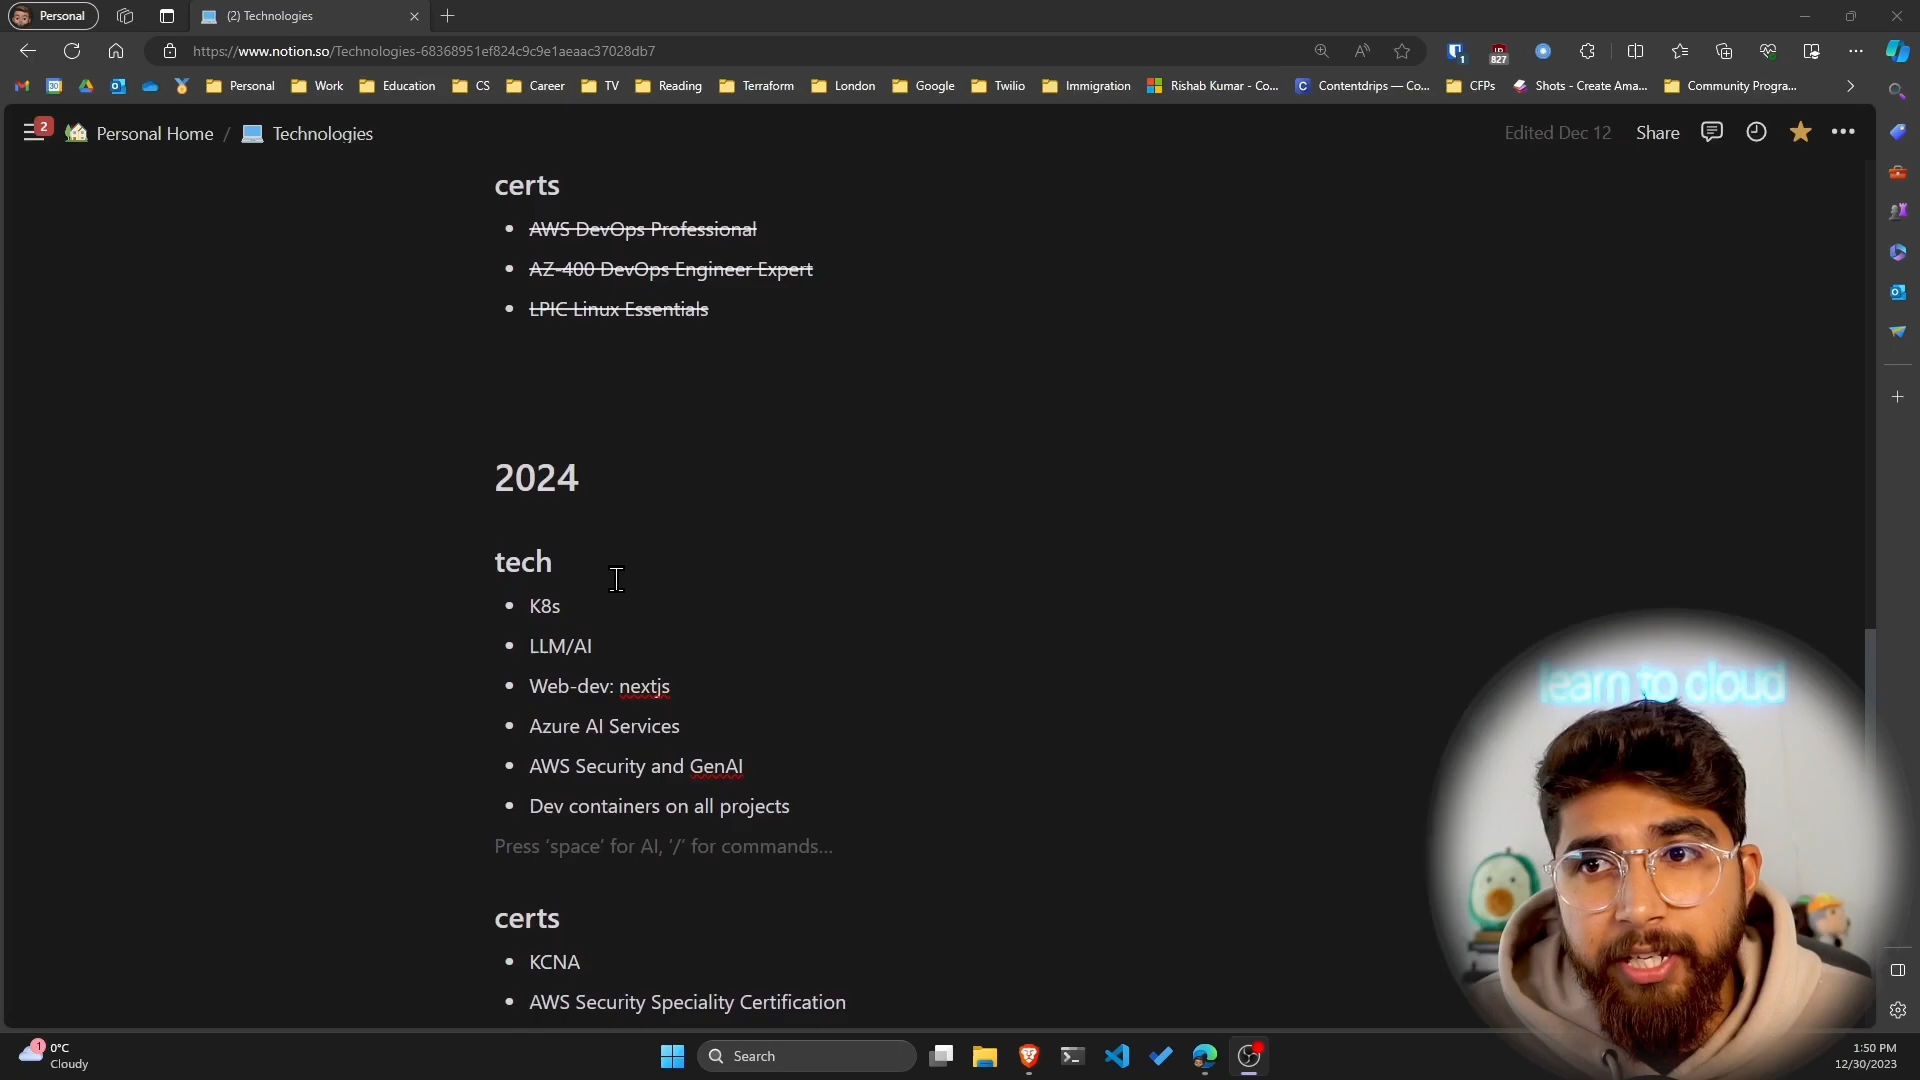 Personal
(2) Technologies
https://www.notion.so/Technologies-68368951ef824c9c9e1aeaac37028db7
1
827
30
Personal
Work
Education
CS
Career
TV
Reading
Terraform
London
Google
Twilio
Immigration
Rishab Kumar - Co...
Contentdrips — Co...
CFPs
Shots - Create Ama...
Community Progra...
2
Personal Home / Technologies
Edited Dec 12
Share
certs
AWS DevOps Professional
AZ-400 DevOps Engineer Expert
LPIC Linux Essentials
2024
tech
K8s
LLM/AI
Web-dev: nextjs
Azure AI Services
AWS Security and GenAI
Dev containers on all projects
Press 'space' for AI, '/' for commands...
certs
KCNA
AWS Security Speciality Certification
learn to cloud
1
0°C
Cloudy
Search
1:50 PM
12/30/2023